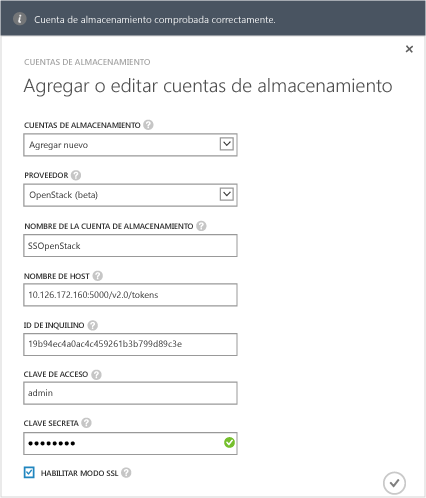 Cuenta de almacenamiento comprobada correctamente.
CUENTAS DE ALMACENAMIENTO
Agregar o editar cuentas de almacenamiento
CUENTAS DE ALMACENAMIENTO
Agregar nuevo
PROVEEDOR
OpenStack (beta)
NOMBRE DE LA CUENTA DE ALMACENAMIENTO
SSOpenStack
NOMBRE DE HOST
10.126.172.160:5000/v2.0/tokens
ID DE INQUILINO
19b94ec4a0ac4c459261b3b799d89c3e
CLAVE DE ACCESO
admin
CLAVE SECRETA
●●●●●●●●
HABILITAR MODO SSL